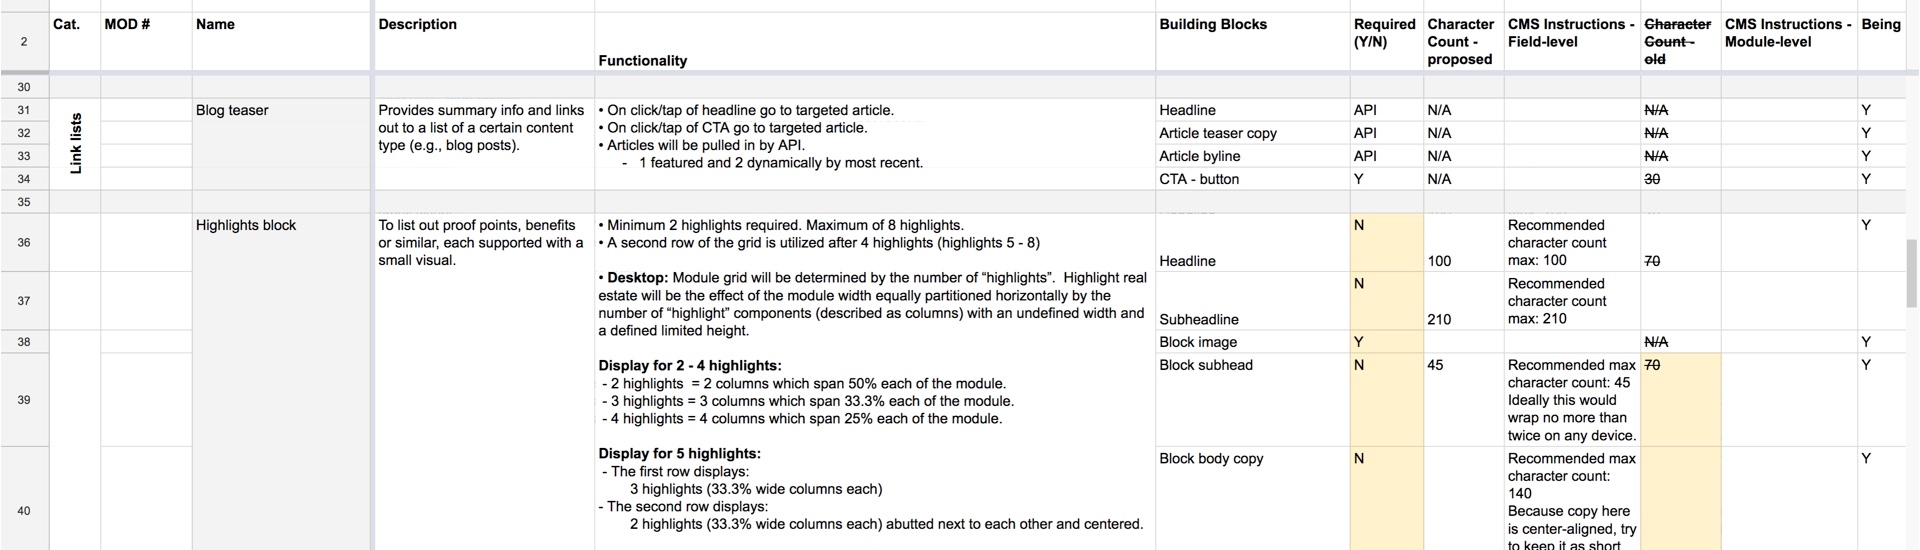 2
Cat.
MOD #
Name
Description
Functionality
Building Blocks
Required
(Y/N)
Character
Count -
proposed
CMS Instructions -
Field-level
Character
Count -
old
CMS Instructions -
Module-level
Being
30
31
32
33
34
Link lists
Blog teaser
Provides summary info and links
out to a list of a certain content
type (e.g., blog posts).
• On click/tap of headline go to targeted article.
• On click/tap of CTA go to targeted article.
• Articles will be pulled in by API.
- 1 featured and 2 dynamically by most recent.
Headline API N/A N/A Y
Article teaser copy API N/A N/A Y
Article byline API N/A N/A Y
CTA - button Y N/A 30 Y
35
36
37
38
39
40
Highlights block
To list out proof points, benefits
or similar, each supported with a
small visual.
• Minimum 2 highlights required. Maximum of 8 highlights.
• A second row of the grid is utilized after 4 highlights (highlights 5 - 8)
• Desktop: Module grid will be determined by the number of “highlights”. Highlight real
estate will be the effect of the module width equally partitioned horizontally by the
number of “highlight” components (described as columns) with an undefined width and
a defined limited height.
Display for 2 - 4 highlights:
- 2 highlights = 2 columns which span 50% each of the module.
- 3 highlights = 3 columns which span 33.3% each of the module.
- 4 highlights = 4 columns which span 25% each of the module.
Display for 5 highlights:
- The first row displays:
3 highlights (33.3% wide columns each)
- The second row displays:
2 highlights (33.3% wide columns each) abutted next to each other and centered.
Headline
N
100
Recommended
character count
max: 100
70
Y
Subheadline
N
210
Recommended
character count
max: 210
Block image Y N/A Y
Block subhead
N
45
Recommended max
character count: 45
Ideally this would
wrap no more than
twice on any device.
70
Y
Block body copy
N
Recommended max
character count:
140
Because copy here
is center-aligned, try
to keep it as short
Y